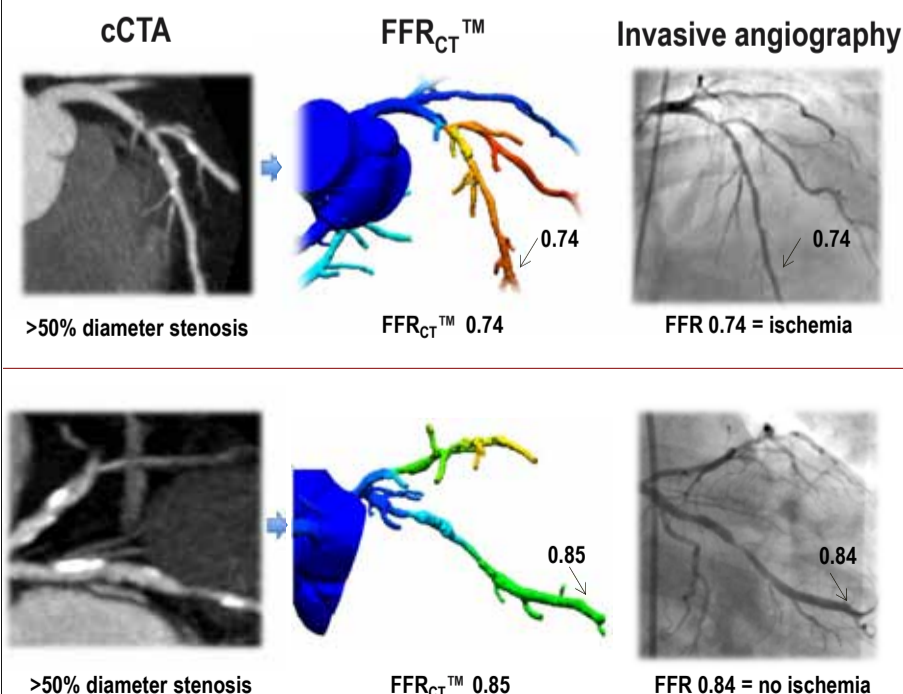 cCTA
FFRCT™
Invasive angiography
0.74
0.74
>50% diameter stenosis
FFRCT™ 0.74
FFR 0.74 = ischemia
0.85
0.84
>50% diameter stenosis
FFRCT™ 0.85
FFR 0.84 = no ischemia